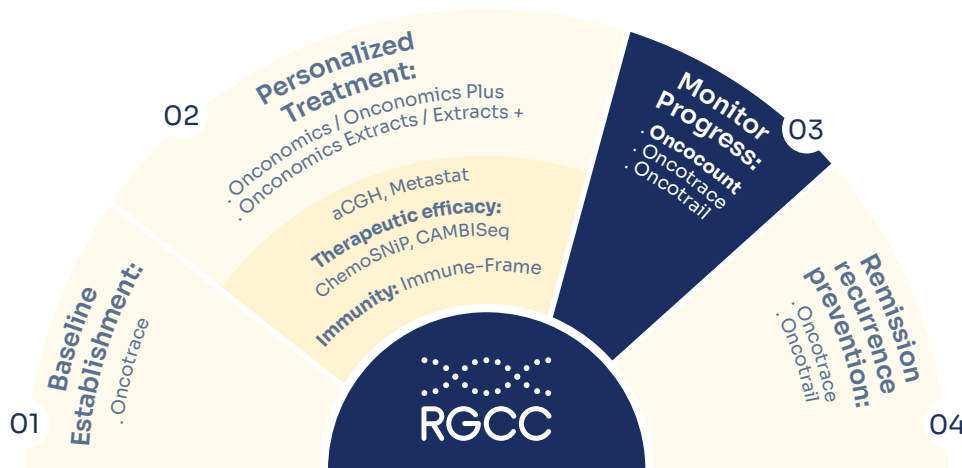 01
Baseline
Establishment:
· Oncotrace
02
Personalized
Treatment:
· Onconomics / Onconomics Plus
· Onconomics Extracts / Extracts +
aCGH, Metastat
Therapeutic efficacy:
ChemoSNiP, CAMBISeq
Immunity: Immune-Frame
03
Monitor
Progress:
· Oncocount
· Oncotrace
· Oncotrail
04
Remission
recurrence
prevention:
· Oncotrace
· Oncotrail
RGCC